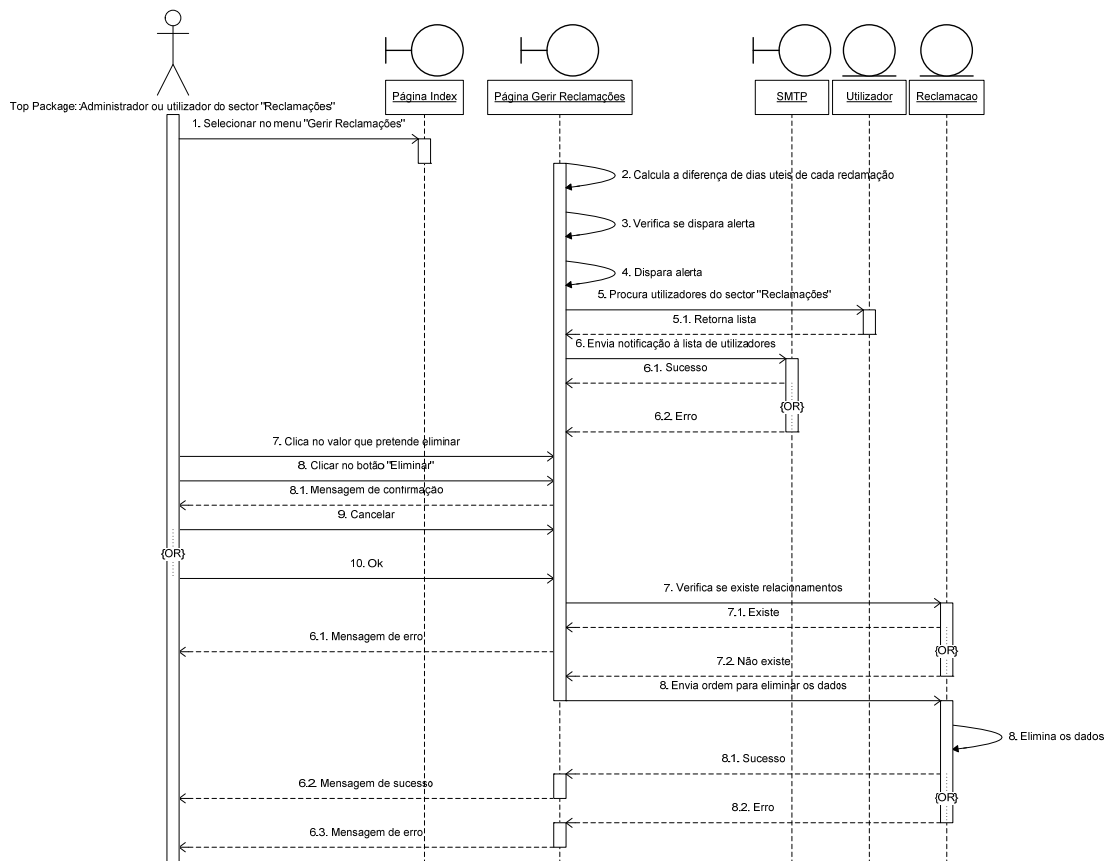 Página Index
Página Gerir Reclamações
SMTP
Utilizador
Reclamacao
Top Package::Administrador ou utilizador do sector "Reclamações"
1. Selecionar no menu "Gerir Reclamações"
2. Calcula a diferença de dias uteis de cada reclamação
3. Verifica se dispara alerta
4. Dispara alerta
5. Procura utilizadores do sector "Reclamações"
5.1. Retorna lista
6. Envia notificação à lista de utilizadores
6.1. Sucesso
{OR}
6.2. Erro
7. Clica no valor que pretende eliminar
8. Clicar no botão "Eliminar"
8.1. Mensagem de confirmação
9. Cancelar
{OR}
10. Ok
7. Verifica se existe relacionamentos
7.1. Existe
6.1. Mensagem de erro
{OR}
7.2. Não existe
8. Envia ordem para eliminar os dados
8. Elimina os dados
8.1. Sucesso
6.2. Mensagem de sucesso
{OR}
8.2. Erro
6.3. Mensagem de erro